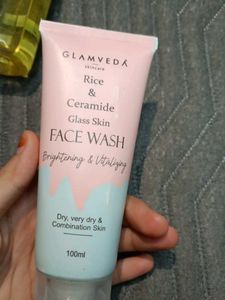 GLAMVEDA
skincare
Rice
&
Ceramide
Glass Skin
FACE WASH
Brightening & Vitalizing
Dry, very dry &
Combination Skin
100ml